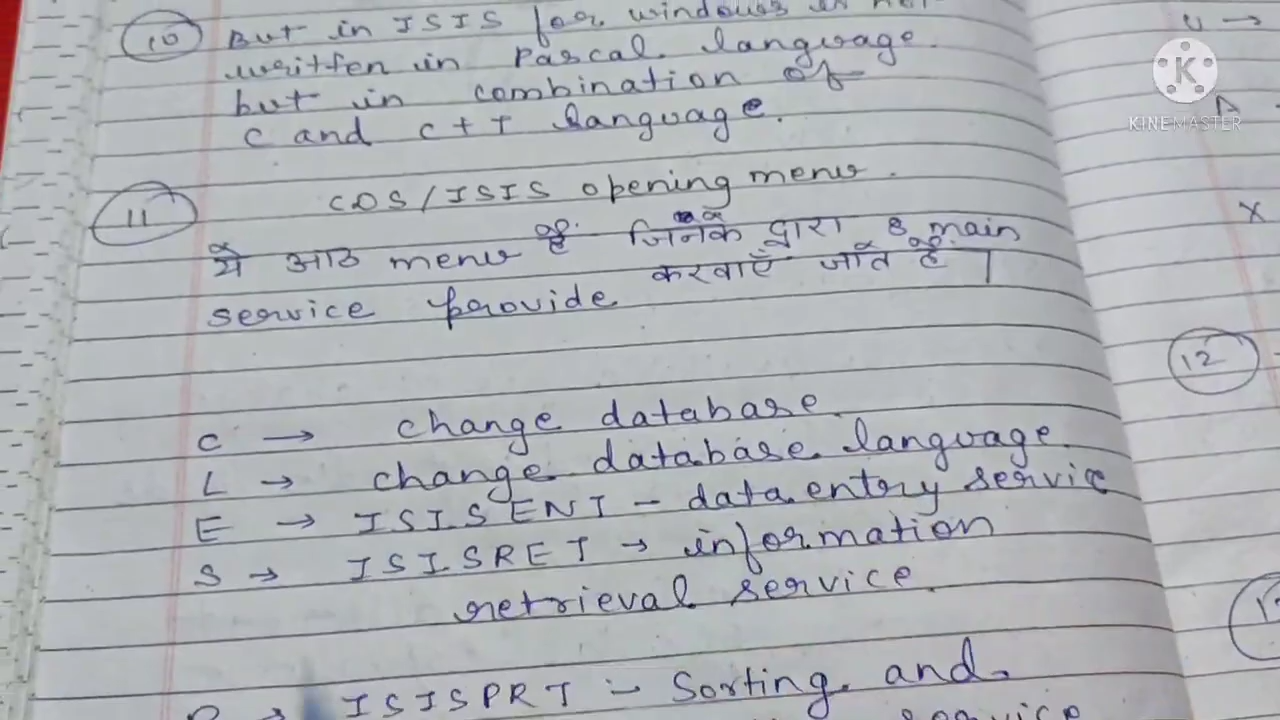 10 But in ISIS for windows is not
written in Pascal language.
but in combination of
C and C++ language.
11 CDS/ISIS opening menu.
ये आठ menu है जिनके द्वारा 8 main
service provide करवाएँ जाते हैं |
C → change database
L → change database language.
E → ISISENT - data entry service
S → ISISRET → information
retrieval service.
→ ISISPRT :- Sorting and
service
U →
A
X
12
KINEMASTER